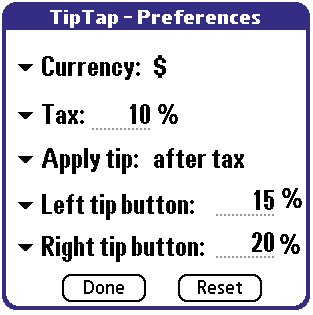 TipTap - Preferences
Currency: $
Tax: 10 %
Apply tip: after tax
Left tip button: 15 %
Right tip button: 20 %
Done Reset